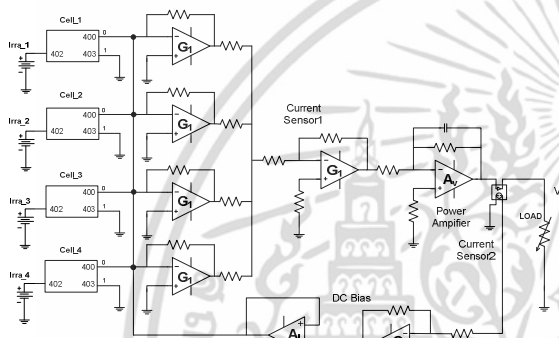 Cell_1
Irra_1
400 0
402 403 1
G1
Cell_2
Irra_2
400 0
402 403 1
G1
Current
Sensor1
Cell_3
Irra_3
400 0
402 403 1
G1
G1
Av
Power
Ampifier
V
LOAD
Current
Sensor2
Cell_4
Irra_4
400 0
402 403 1
G1
DC Bias